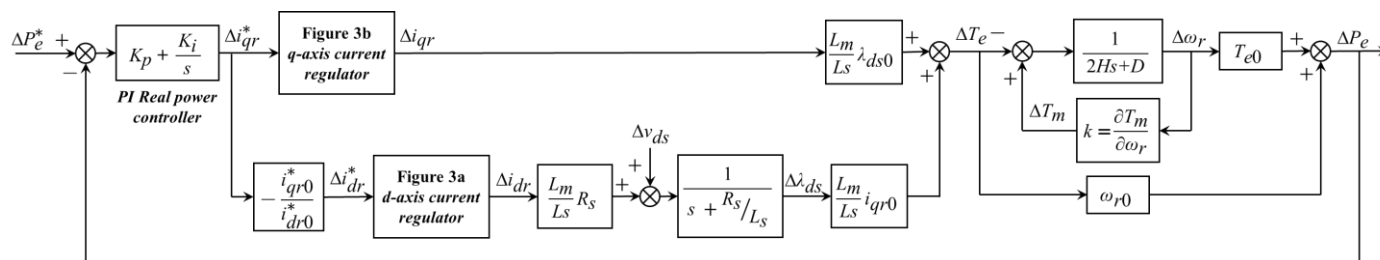 ΔP*e
+
−
Kp + Ki/s
PI Real power
controller
Δi*qr
Figure 3b
q-axis current
regulator
Δiqr
Lm/Ls λds0
+
+
ΔTe
−
+
1/(2Hs+D)
Δωr
Te0
+
+
ΔPe
ΔTm
k = ∂Tm/∂ωr
ωr0
− i*qr0/i*dr0
Δi*dr
Figure 3a
d-axis current
regulator
Δidr
Lm/Ls Rs
Δvds
+
+
1/(s + Rs/Ls)
Δλds
Lm/Ls iqr0